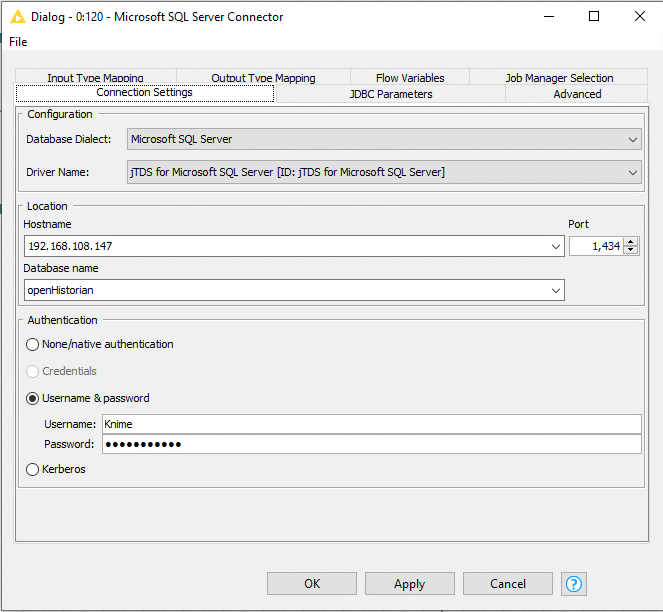 Dialog - 0:120 - Microsoft SQL Server Connector
File
Input Type Mapping Output Type Mapping Flow Variables Job Manager Selection
Connection Settings JDBC Parameters Advanced
Configuration
Database Dialect: Microsoft SQL Server
Driver Name: jTDS for Microsoft SQL Server [ID: jTDS for Microsoft SQL Server]
Location
Hostname Port
192.168.108.147 1,434
Database name
openHistorian
Authentication
None/native authentication
Credentials
Username & password
Username: Knime
Password: ●●●●●●●●●●●
Kerberos
OK Apply Cancel ?